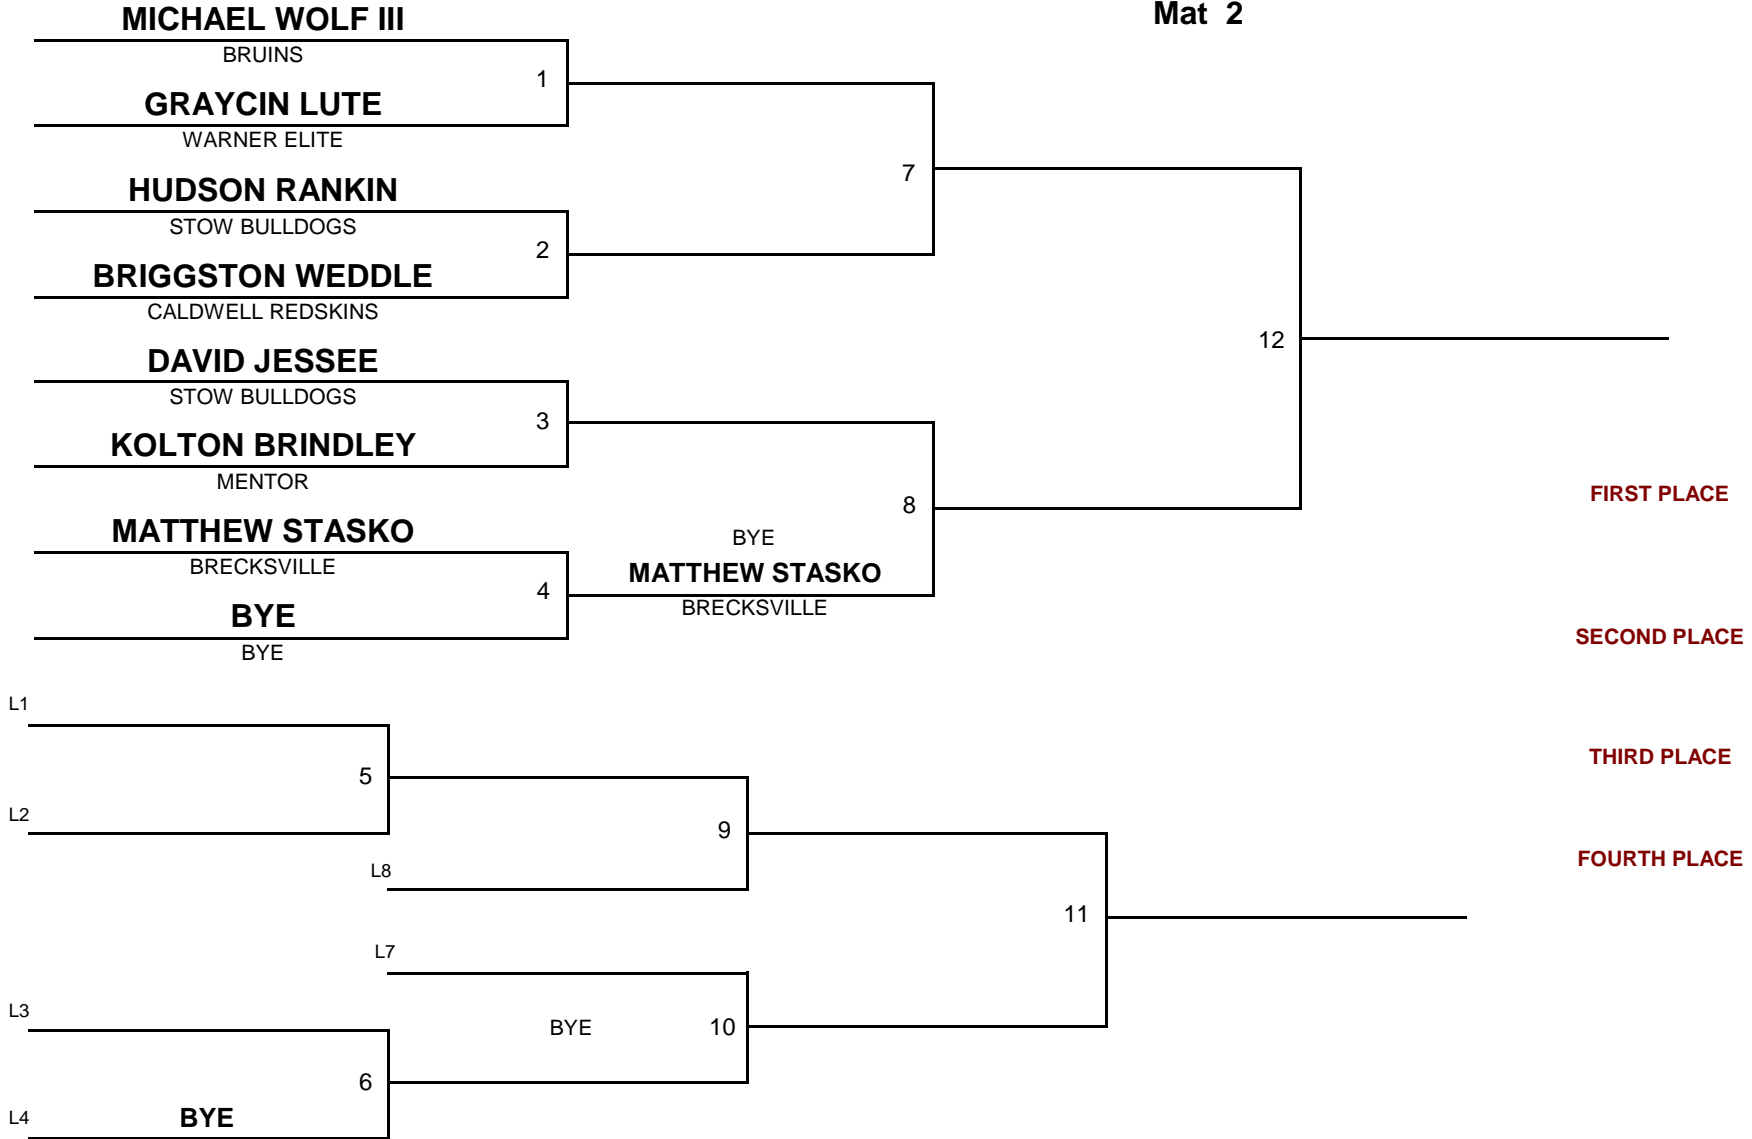 MICHAEL WOLF III
Mat 2
BRUINS
1
GRAYCIN LUTE
WARNER ELITE
7
HUDSON RANKIN
STOW BULLDOGS
2
BRIGGSTON WEDDLE
CALDWELL REDSKINS
12
DAVID JESSEE
STOW BULLDOGS
3
KOLTON BRINDLEY
MENTOR
FIRST PLACE
8
MATTHEW STASKO
BYE
BRECKSVILLE
MATTHEW STASKO
4
BRECKSVILLE
BYE
SECOND PLACE
BYE
L1
THIRD PLACE
5
L2
9
FOURTH PLACE
L8
11
L7
L3
BYE
10
6
L4
BYE